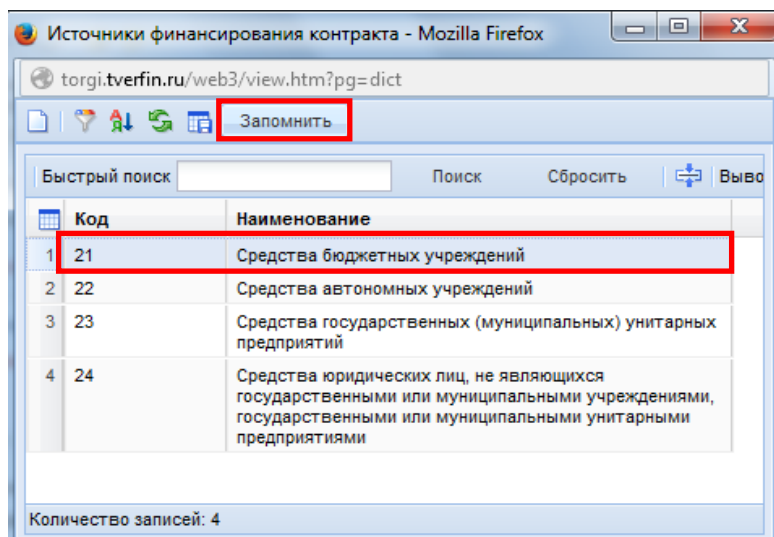 Источники финансирования контракта - Mozilla Firefox
torgi.tverfin.ru/web3/view.htm?pg=dict
Запомнить
Быстрый поиск Поиск Сбросить Выво
Код Наименование
1 21 Средства бюджетных учреждений
2 22 Средства автономных учреждений
3 23 Средства государственных (муниципальных) унитарных
предприятий
4 24 Средства юридических лиц, не являющихся
государственными или муниципальными учреждениями,
государственными или муниципальными унитарными
предприятиями
Количество записей: 4